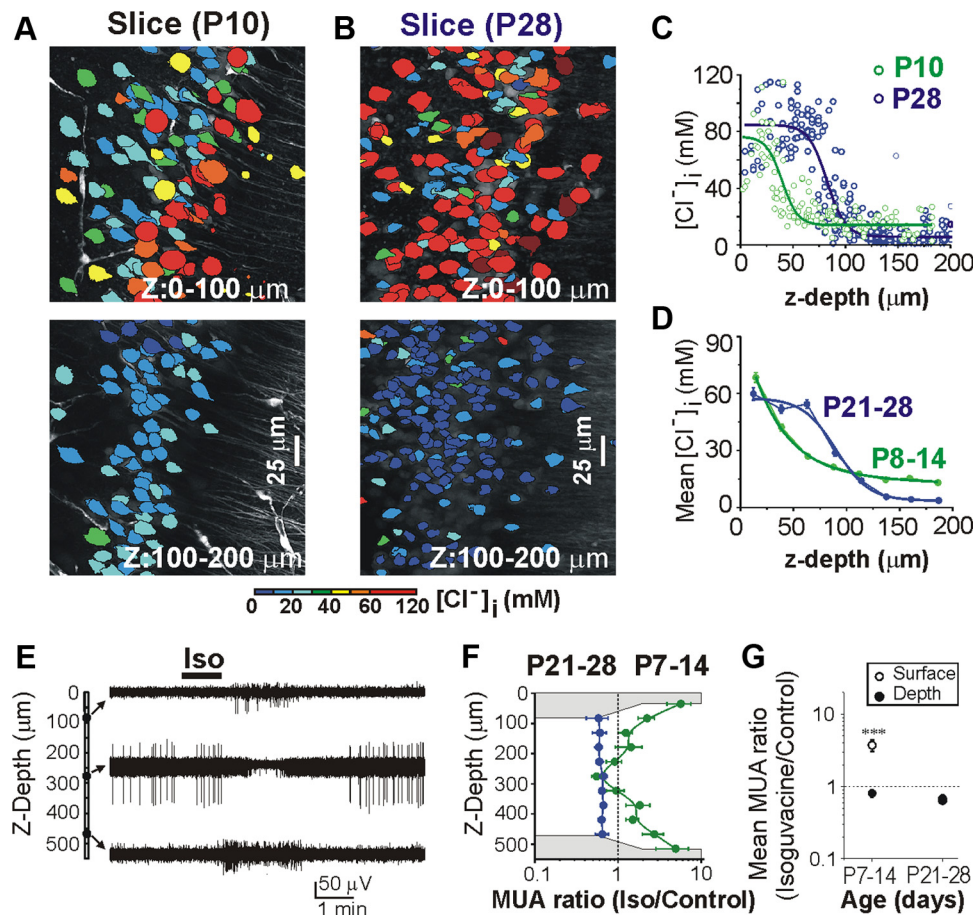 A
Slice (P10)
Z:0-100 μm
Z:100-200 μm
25 μm
B
Slice (P28)
Z:0-100 μm
Z:100-200 μm
25 μm
0 20 40 60 120 [Cl⁻]i (mM)
C
P10
P28
[Cl⁻]i (mM)
120
80
40
0
0 50 100 150 200
z-depth (μm)
D
P21-28
P8-14
Mean [Cl⁻]i (mM)
90
60
30
0
0 50 100 150 200
z-depth (μm)
E
Iso
Z-Depth (μm)
0
100
200
300
400
500
50 μV
1 min
F
P21-28 P7-14
Z-Depth (μm)
0
100
200
300
400
500
0.1 1 10
MUA ratio (Iso/Control)
G
Surface
Depth
***
Mean MUA ratio
(Isoguvacine/Control)
10
1
0.1
P7-14 P21-28
Age (days)